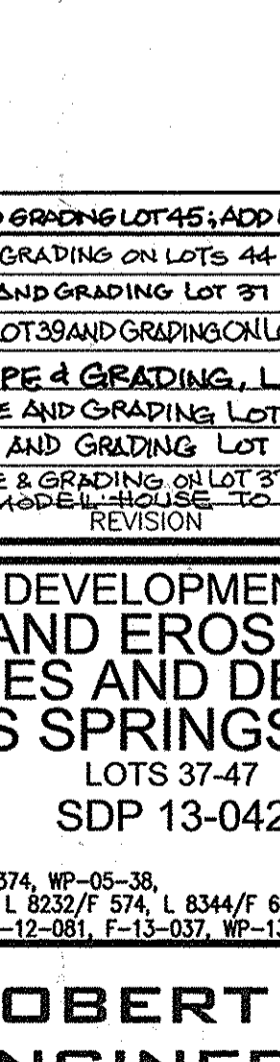 GRADING LOT 45; ADD
GRADING ON LOTS 44
AND GRADING LOT 37
LOT 39 AND GRADING ON L
PE & GRADING, L
E AND GRADING LOT
AND GRADING LOT
E & GRADING ON LOT 37
MODEL HOUSE TO
REVISION
DEVELOPMEN
AND EROS
ES AND DE
S SPRINGS
LOTS 37-47
SDP 13-042
374, WP-05-38,
L 8232/F 574, L 8344/F 6
-12-081, F-13-037, WP-13
OBERT
NGINEER